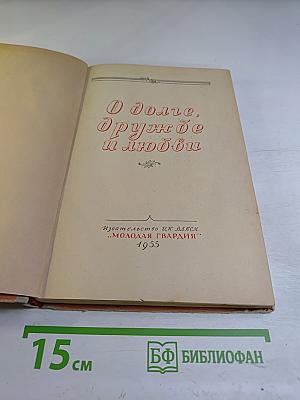 О долге,
дружбе
и любви
Издательство ЦК ВЛКСМ
„МОЛОДАЯ ГВАРДИЯ"
1955
15 см
БФ БИБЛИОФАН